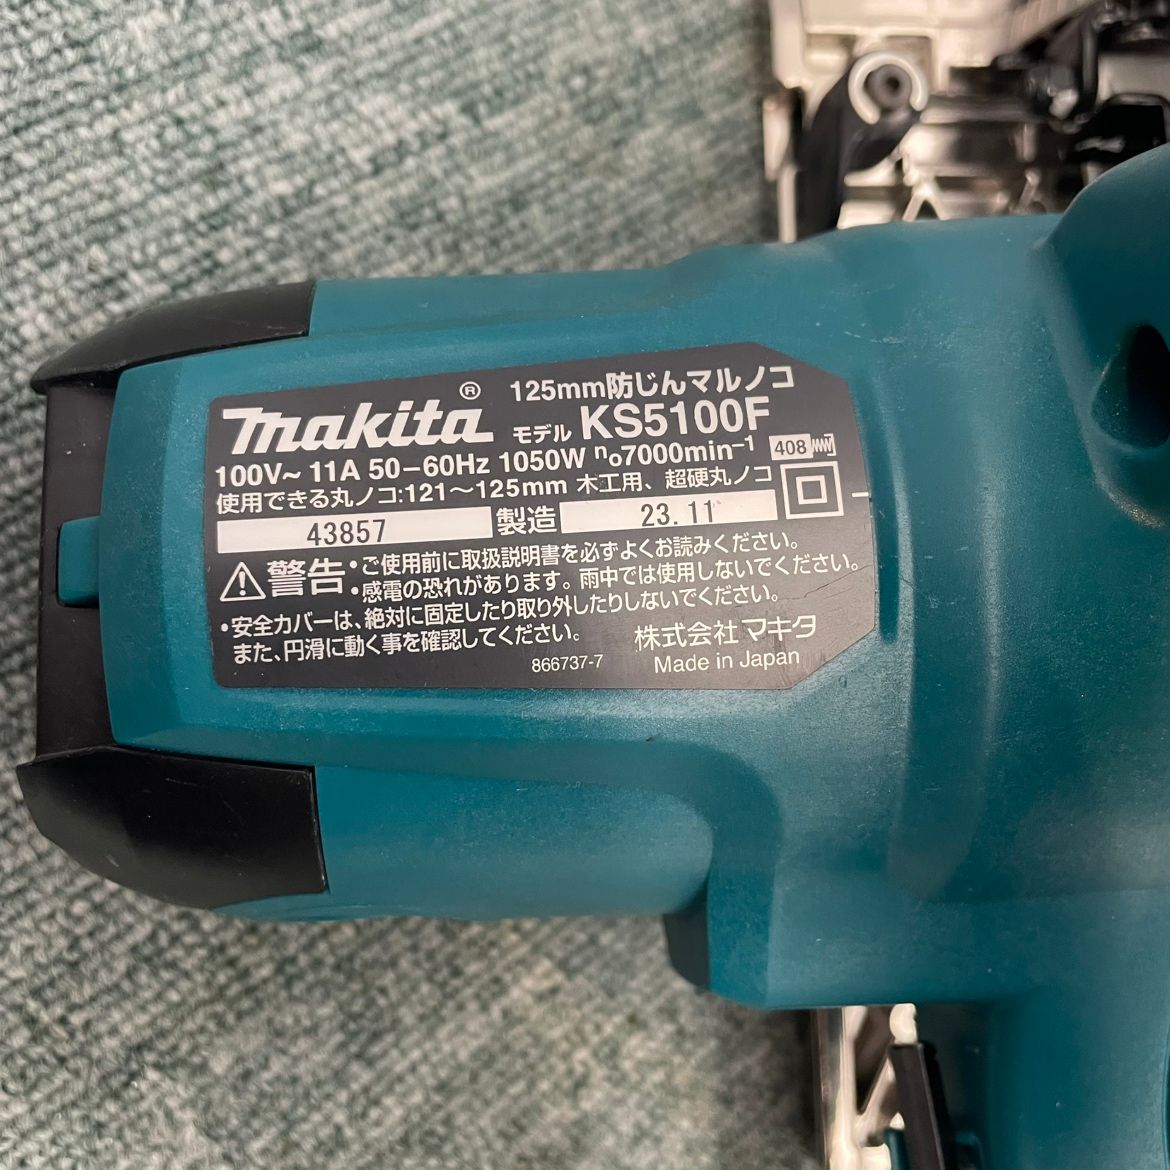 makita® 125mm防じんマルノコ
モデル KS5100F
100V~ 11A 50-60Hz 1050W n₀7000min⁻¹ 408
使用できる丸ノコ:121～125mm 木工用、超硬丸ノコ
43857 製造 23.11
警告 •ご使用前に取扱説明書を必ずよくお読みください。
•感電の恐れがあります。雨中では使用しないでください。
•安全カバーは、絶対に固定したり取り外したりしないでください。
また、円滑に動く事を確認してください。
株式会社マキタ
866737-7 Made in Japan